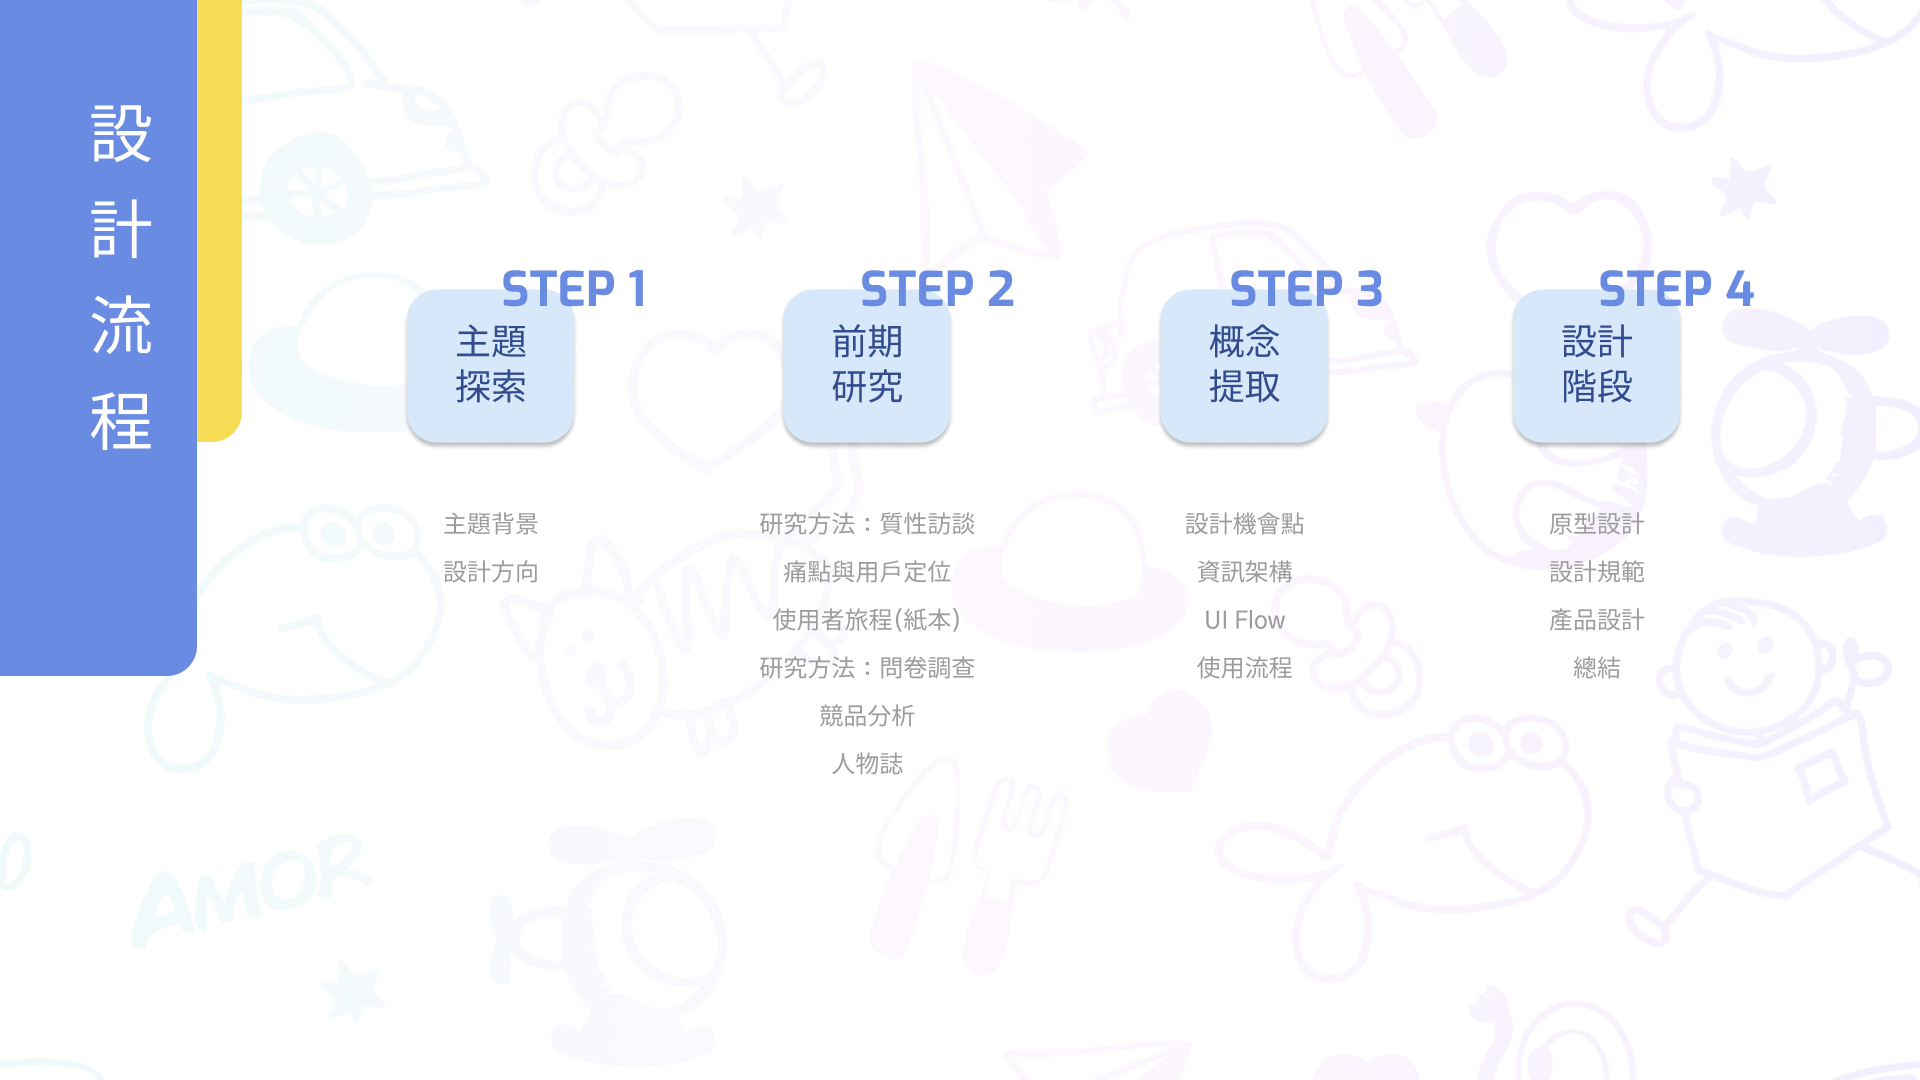 設計流程
STEP 1
主題
探索
主題背景
設計方向
STEP 2
前期
研究
研究方法：質性訪談
痛點與用戶定位
使用者旅程(紙本)
研究方法：問卷調查
競品分析
人物誌
STEP 3
概念
提取
設計機會點
資訊架構
UI Flow
使用流程
STEP 4
設計
階段
原型設計
設計規範
產品設計
總結
AMOR